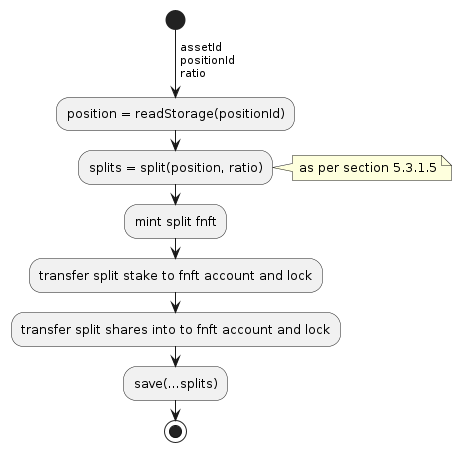 assetId
positionId
ratio
position = readStorage(positionId)
splits = split(position, ratio)
as per section 5.3.1.5
mint split fnft
transfer split stake to fnft account and lock
transfer split shares into to fnft account and lock
save(...splits)